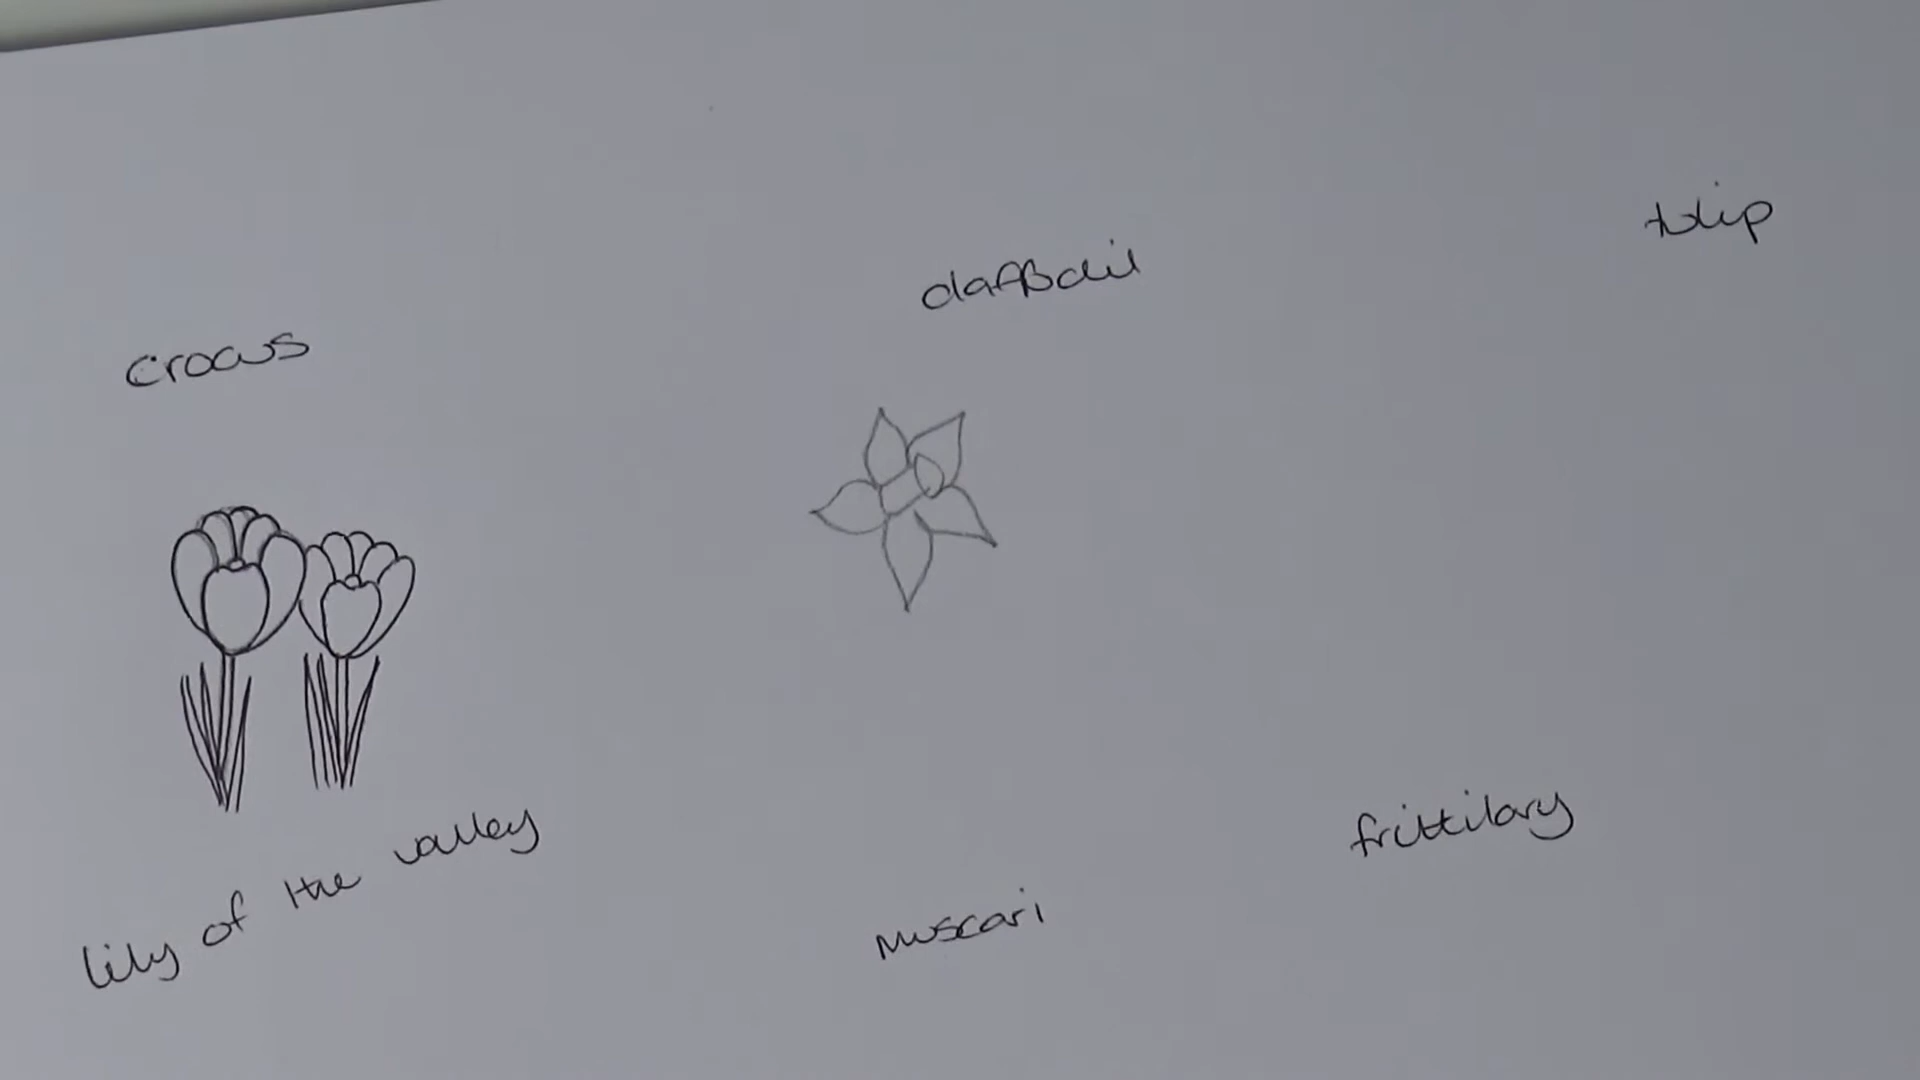 crocus
daffodil
tulip
lily of the valley
muscari
frittilary